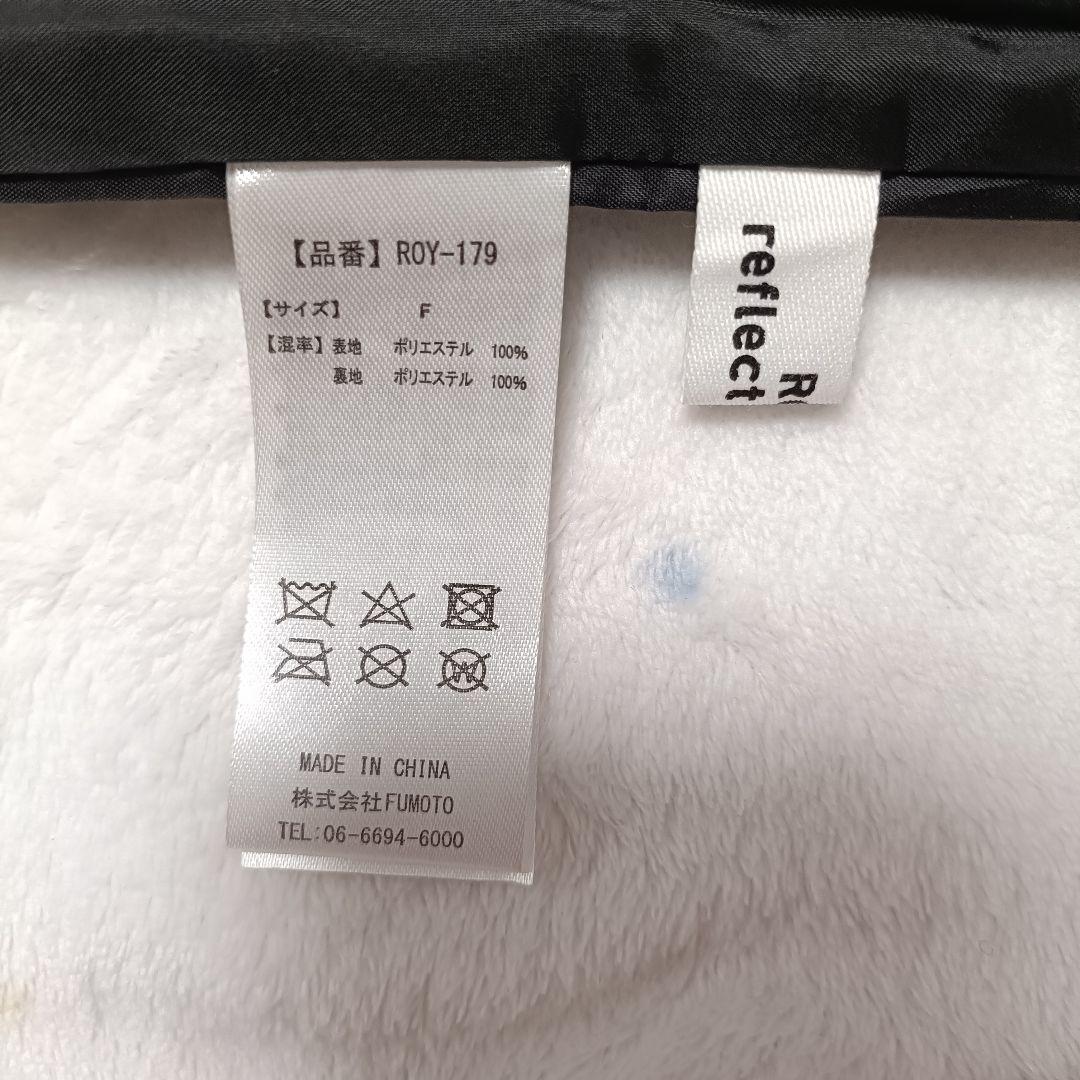 【品番】ROY-179
【サイズ】 F
【混率】表地 ポリエステル 100%
裏地 ポリエステル 100%
W
MADE IN CHINA
株式会社FUMOTO
TEL:06-6694-6000
reflect